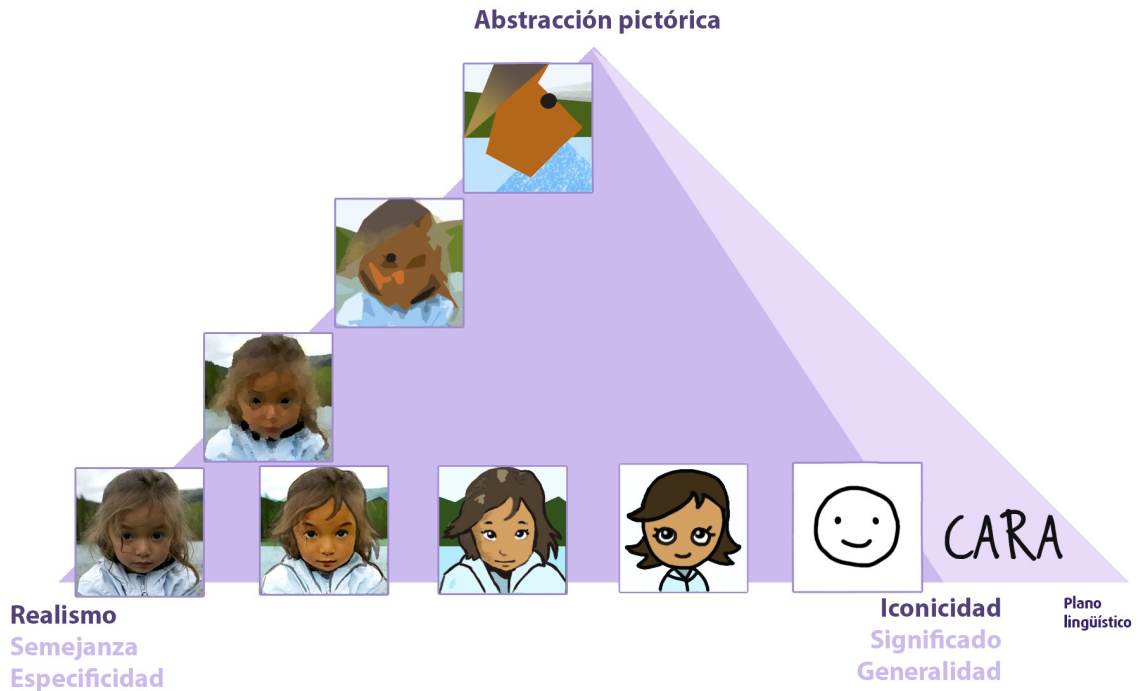 Abstracción pictórica
CARA
Realismo
Semejanza
Especificidad
Iconicidad
Significado
Generalidad
Plano
lingüístico